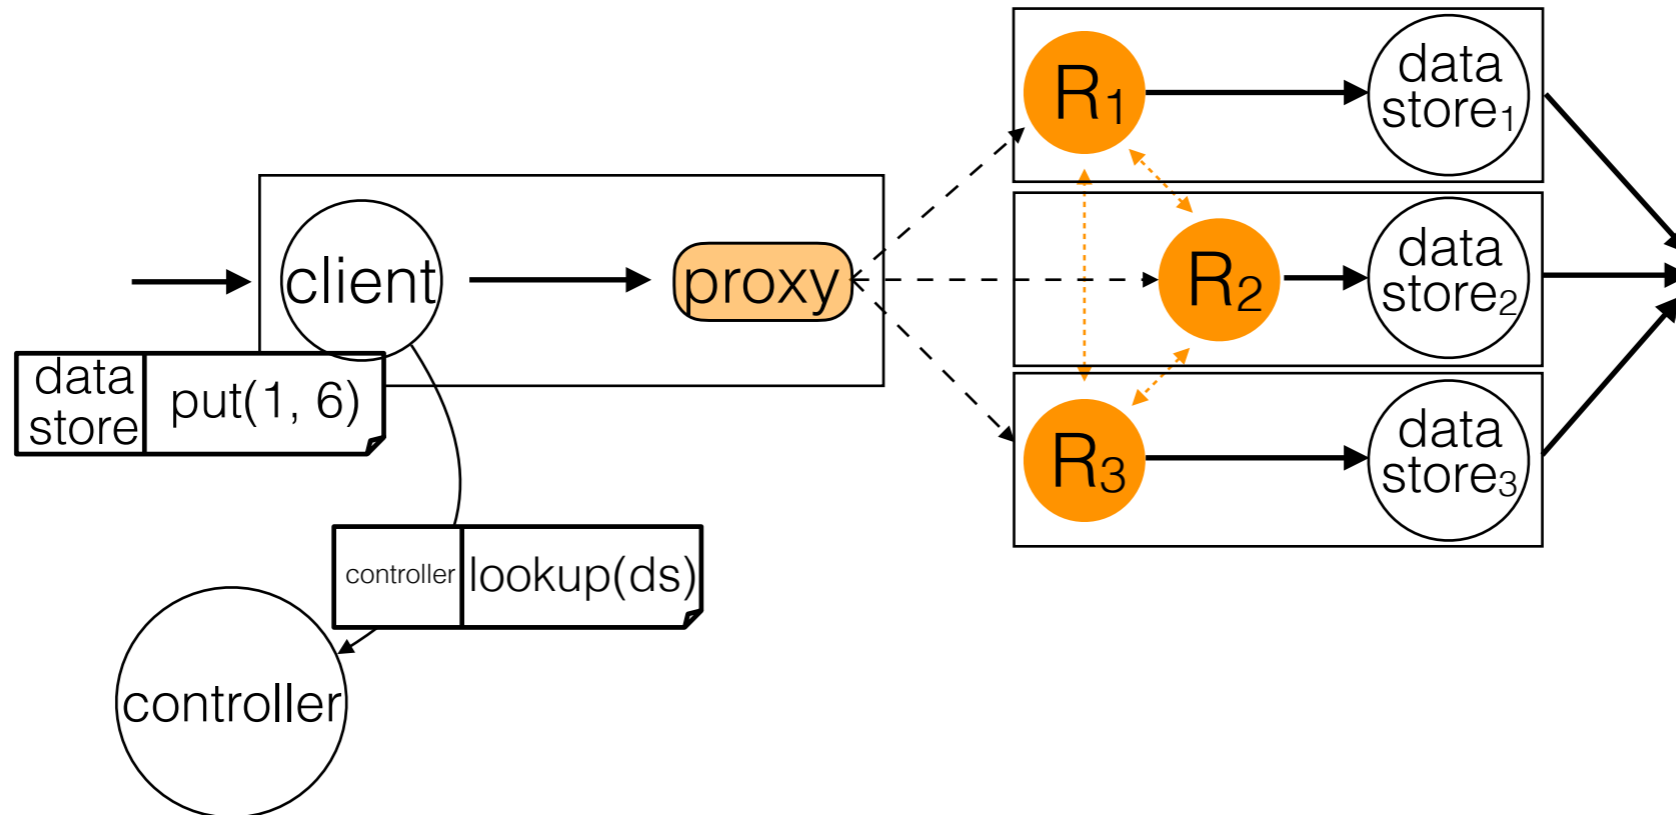 R₁
data
store₁
client
proxy
R₂
data
store₂
data
store
put(1, 6)
R₃
data
store₃
controller
lookup(ds)
controller